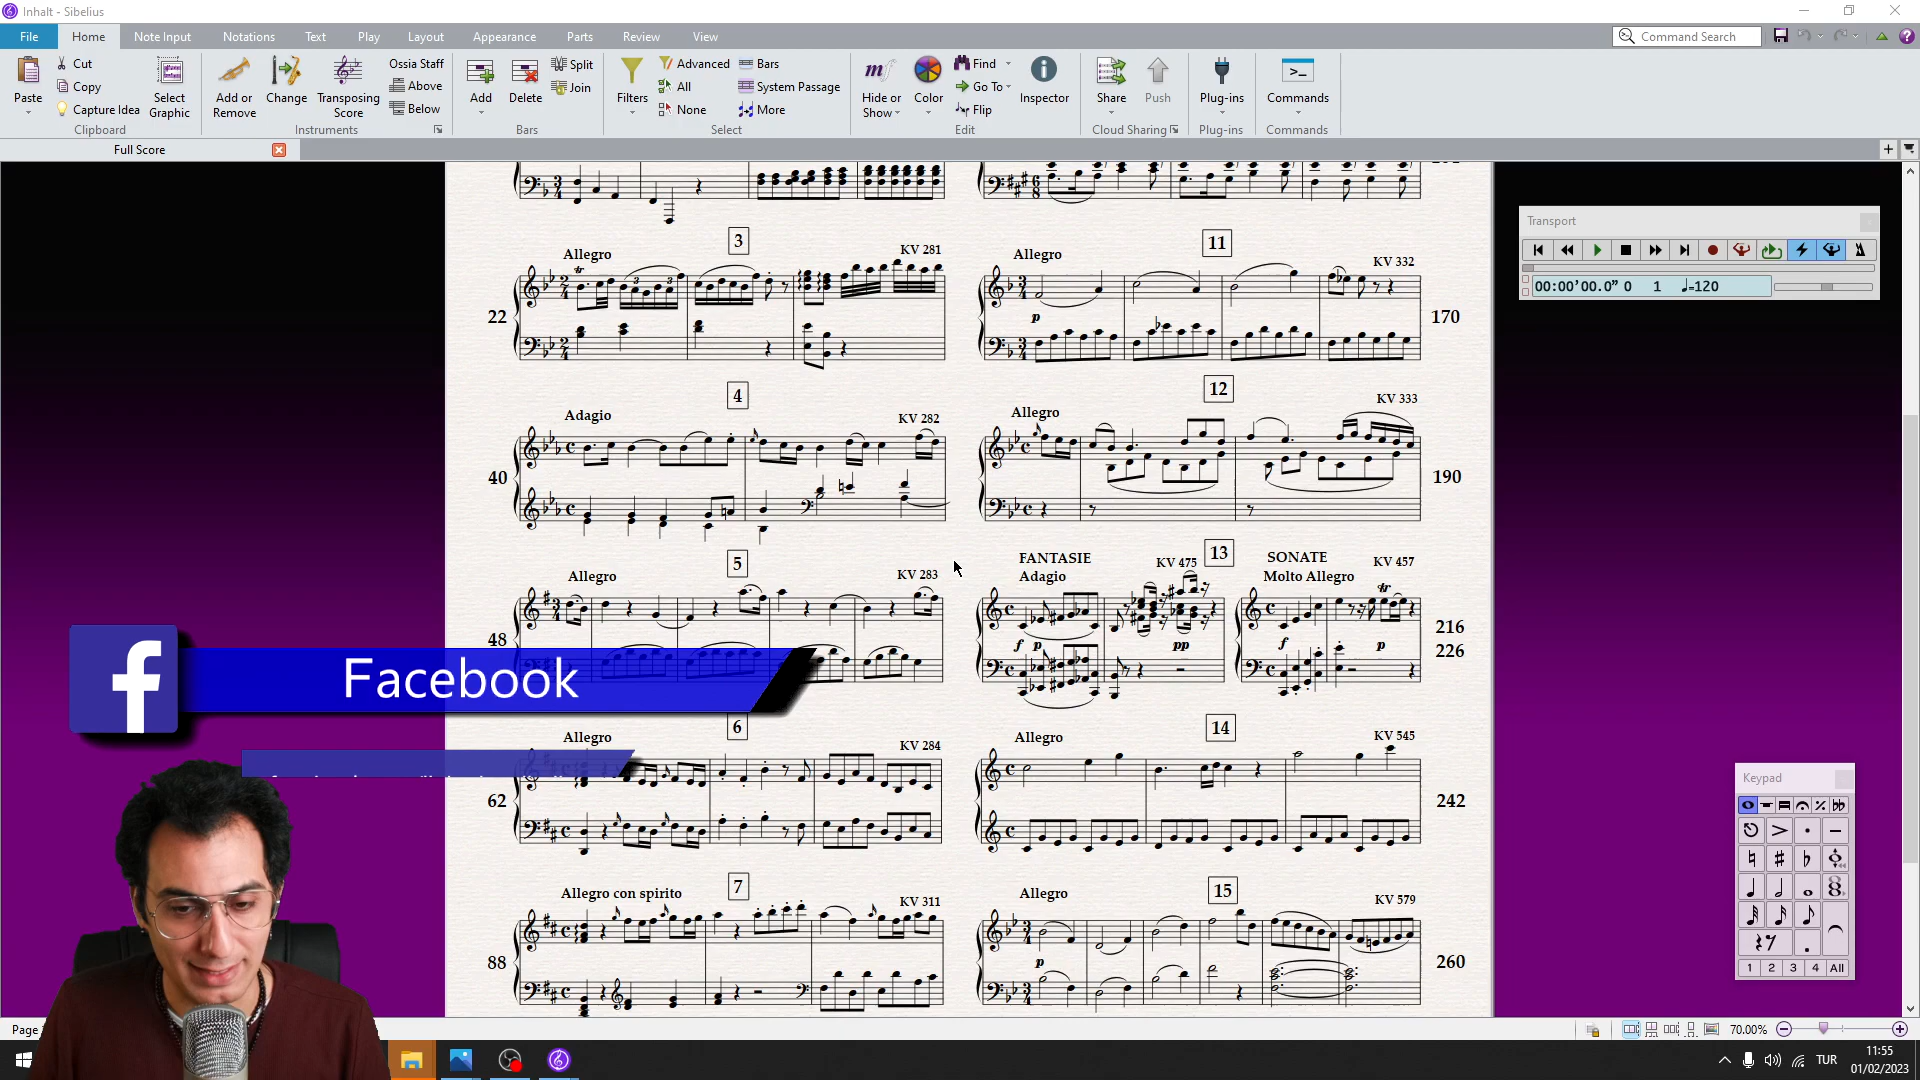 Inhalt - Sibelius
File Home Note Input Notations Text Play Layout Appearance Parts Review View
Command Search
Paste
Cut
Copy
Capture Idea
Select Graphic
Clipboard
Add or Remove
Change
Transposing Score
Ossia Staff
Above
Below
Instruments
Add
Delete
Split
Join
Bars
Filters
Advanced
All
None
Bars
System Passage
More
Select
Hide or Show
Color
Find
Go To
Flip
Inspector
Edit
Share
Push
Cloud Sharing
Plug-ins
Plug-ins
Commands
Commands
Full Score
3
Allegro
KV 281
tr
3 3
22
4
Adagio
KV 282
40
5
Allegro
KV 283
48
6
Allegro
KV 284
62
7
Allegro con spirito
KV 311
88
11
Allegro
KV 332
p
170
12
Allegro
KV 333
190
13
FANTASIE
Adagio
KV 475
SONATE
Molto Allegro
KV 457
tr
f p pp f p
216
226
14
Allegro
KV 545
242
15
Allegro
KV 579
p
260
Transport
00:00'00.0" 0 1 ♩=120
Keypad
1 2 3 4 All
Facebook
Page
70.00%
TUR
11:55
01/02/2023